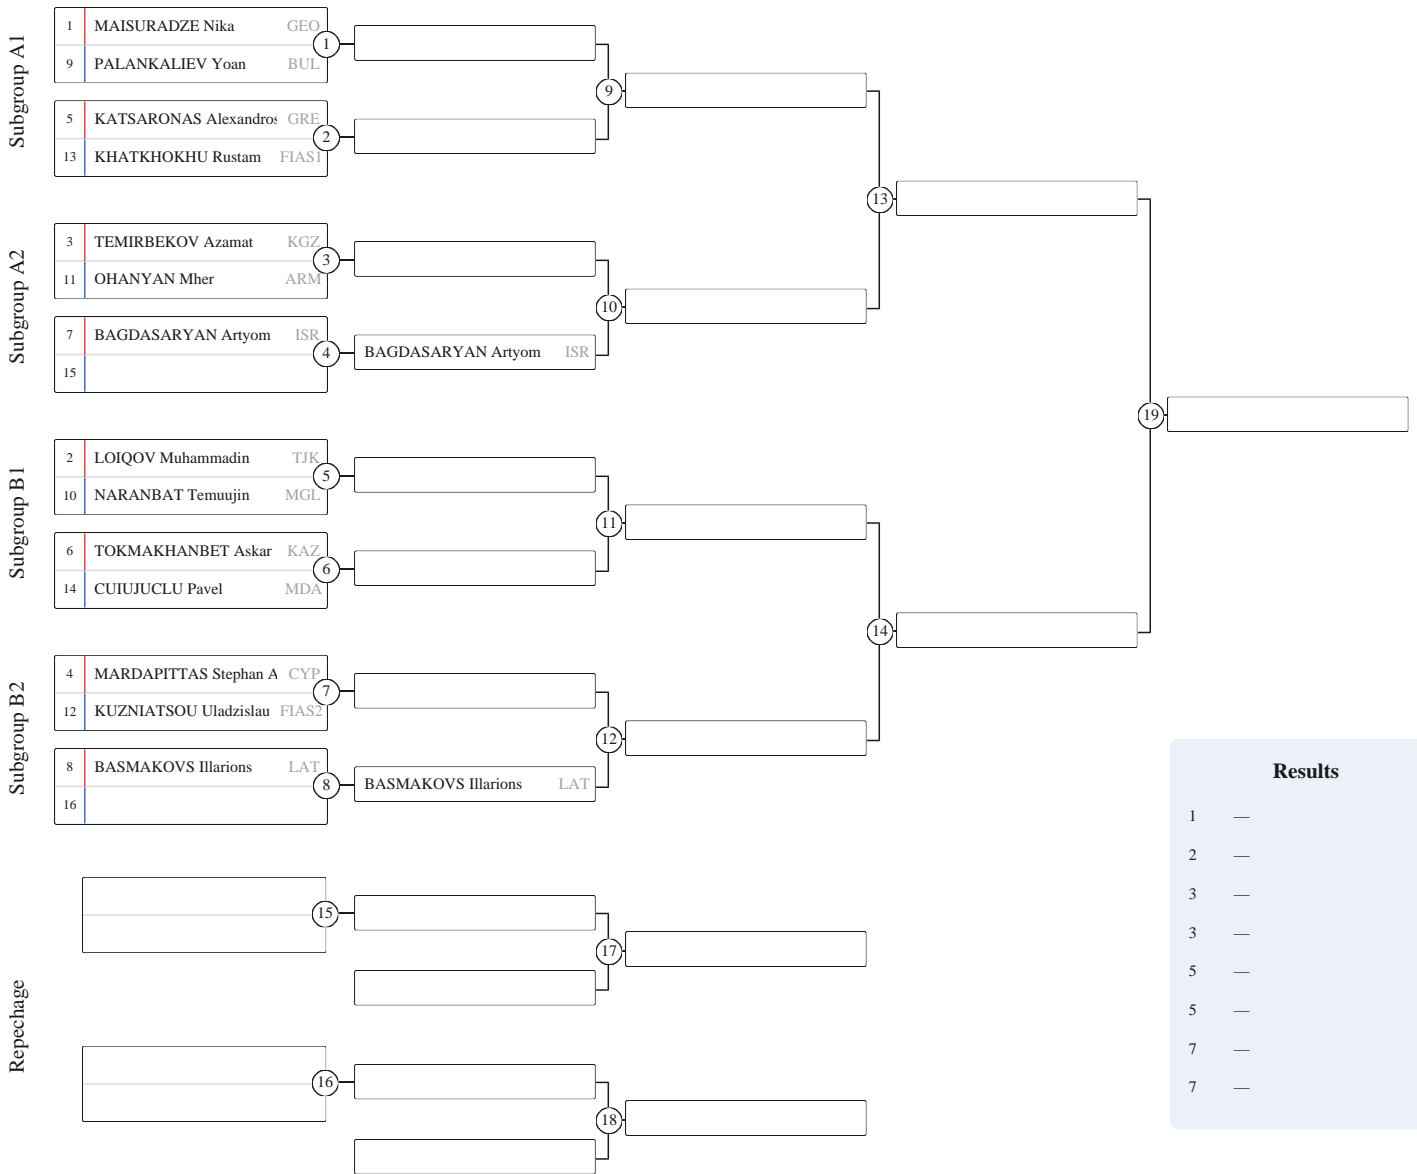 Subgroup A1
1 MAISURADZE Nika GEO
9 PALANKALIEV Yoan BUL
1
5 KATSARONAS Alexandros GRE
13 KHATKHOKHU Rustam FIAS1
2
9
Subgroup A2
3 TEMIRBEKOV Azamat KGZ
11 OHANYAN Mher ARM
3
7 BAGDASARYAN Artyom ISR
15
4
BAGDASARYAN Artyom ISR
10
13
Subgroup B1
2 LOIQOV Muhammadin TJK
10 NARANBAT Temuujin MGL
5
6 TOKMAKHANBET Askar KAZ
14 CUIUJUCLU Pavel MDA
6
11
Subgroup B2
4 MARDAPITTAS Stephan A CYP
12 KUZNIATSOU Uladzislau FIAS2
7
8 BASMAKOVS Illarions LAT
16
8
BASMAKOVS Illarions LAT
12
14
19
Repechage
15
17
16
18
Results
1 —
2 —
3 —
3 —
5 —
5 —
7 —
7 —